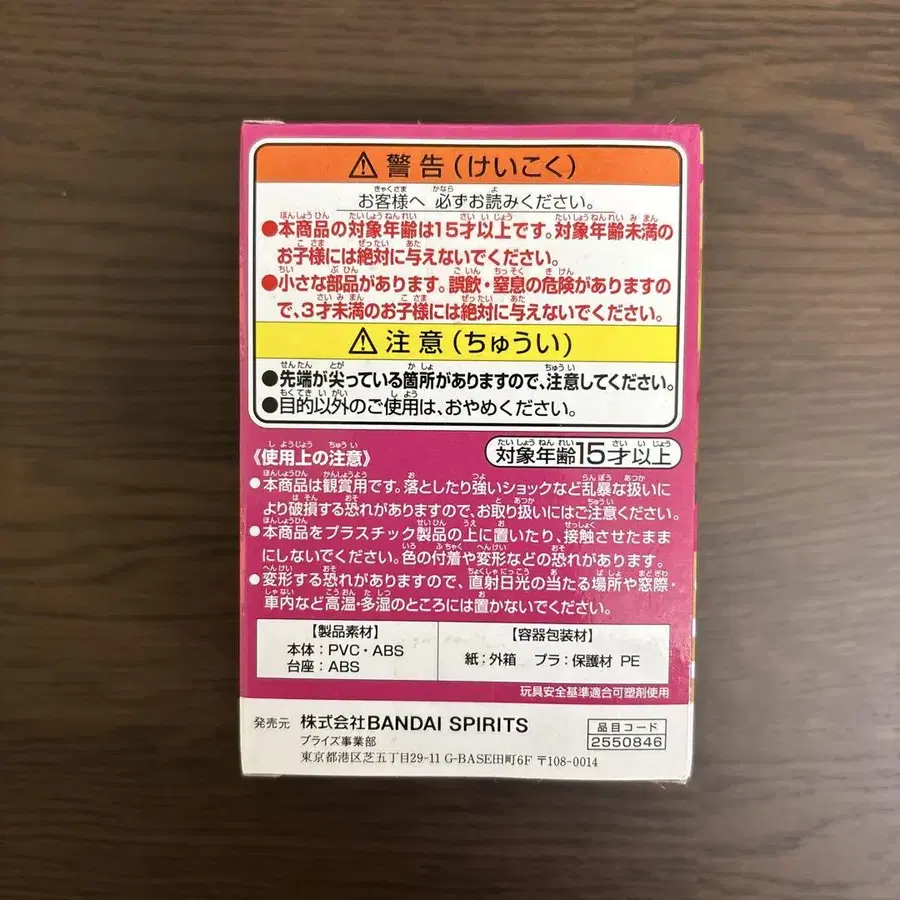 ⚠警告(けいこく)
お客様へ 必ずお読みください。
●本商品の対象年齢は15才以上です。対象年齢未満の
お子様には絶対に与えないでください。
●小さな部品があります。誤飲・窒息の危険がありますの
で、3才未満のお子様には絶対に与えないでください。
⚠注意(ちゅうい)
●先端が尖っている箇所がありますので、注意してください。
●目的以外のご使用は、おやめください。
《使用上の注意》 対象年齢15才以上
●本商品は観賞用です。落としたり強いショックなど乱暴な扱いに
より破損する恐れがありますので、お取り扱いにはご注意ください。
●本商品をプラスチック製品の上に置いたり、接触させたまま
にしないでください。色の付着や変形などの恐れがあります。
●変形する恐れがありますので、直射日光の当たる場所や窓際・
車内など高温・多湿のところには置かないでください。
【製品素材】
本体:PVC・ABS
台座:ABS
【容器包装材】
紙:外箱 プラ:保護材 PE
玩具安全基準適合可塑剤使用
発売元 株式会社BANDAI SPIRITS
プライズ事業部
東京都港区芝五丁目29-11 G-BASE田町6F 〒108-0014
品目コード
2550846